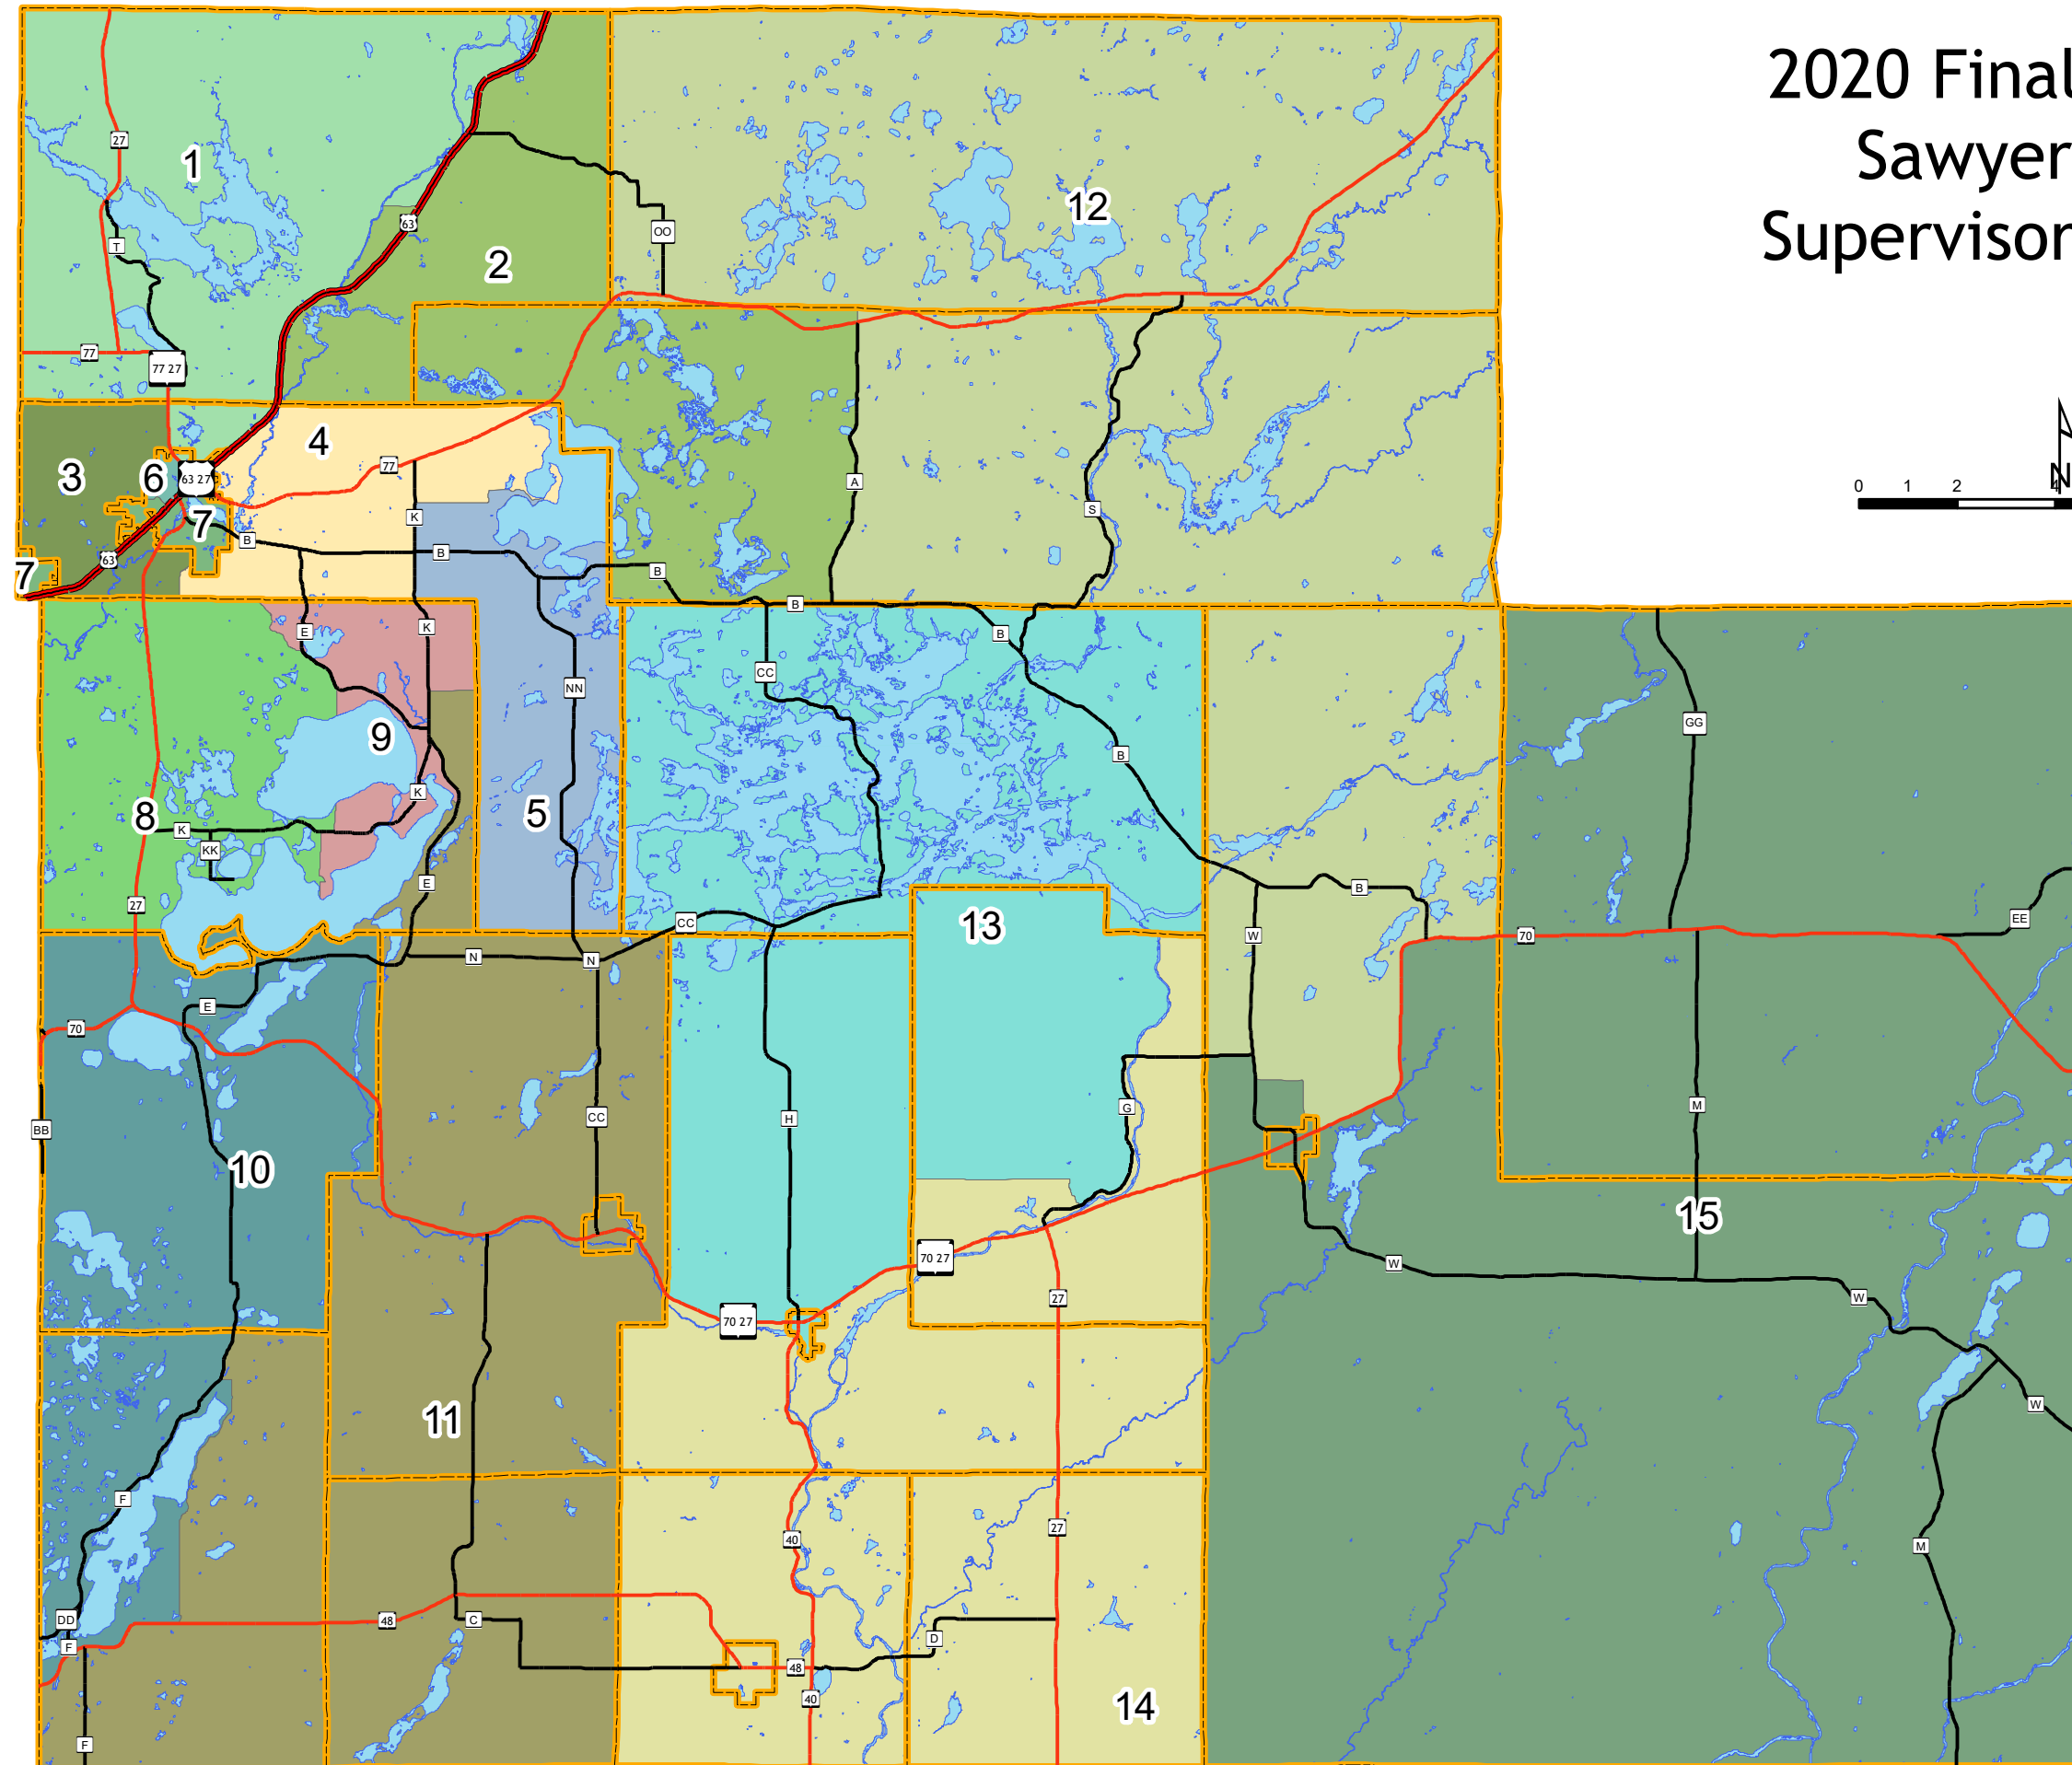 2020 Final
Sawyer
Supervisor
27
1
12
63
T
OO
2
77
77 27
N
0 1 2 4
4
3
6
63 27
77
A
7
K
S
B
B
63
7
B
B
E
K
B
CC
NN
GG
9
B
K
5
8
K
KK
E
B
27
EE
CC
13
W
70
N
N
E
70
M
G
CC
H
BB
10
15
70 27
W
27
W
70 27
W
11
F
27
40
M
DD
48
C
D
F
48
40
14
F